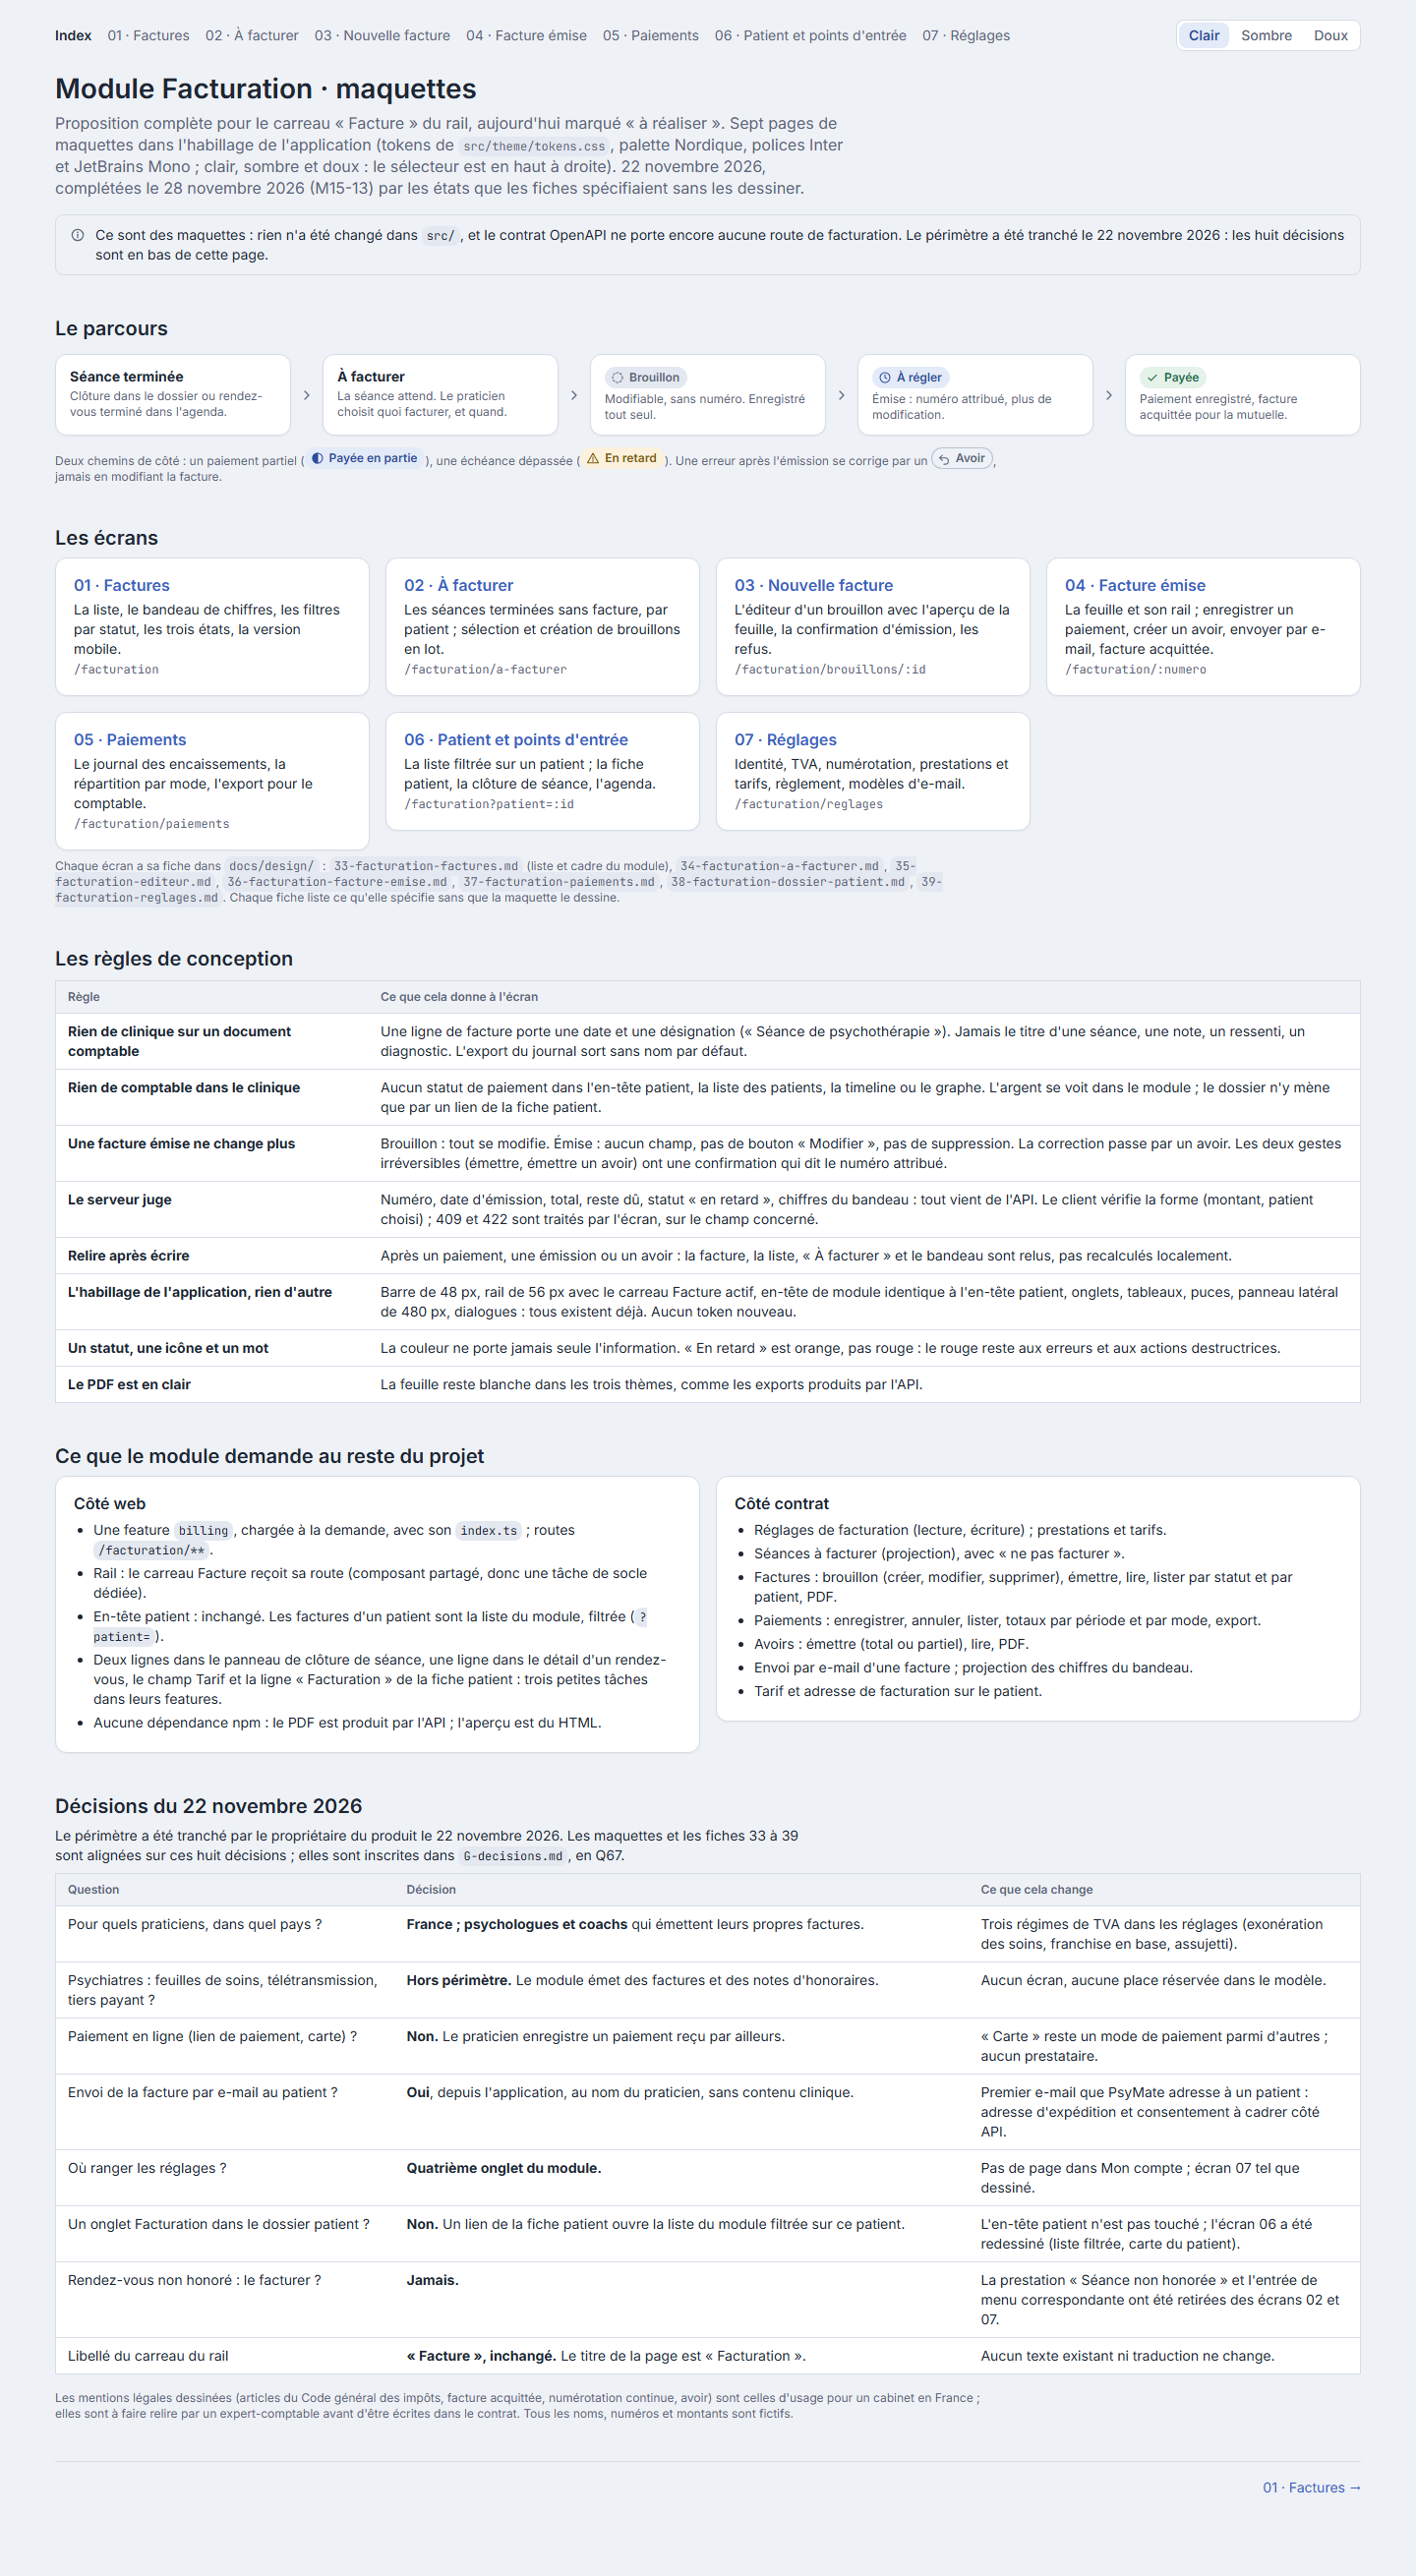 Index 01 · Factures 02 · À facturer 03 · Nouvelle facture 04 · Facture émise 05 · Paiements 06 · Patient et points d'entrée 07 · Réglages Clair Sombre Doux
Module Facturation · maquettes
Proposition complète pour le carreau « Facture » du rail, aujourd'hui marqué « à réaliser ». Sept pages de
maquettes dans l'habillage de l'application (tokens de src/theme/tokens.css, palette Nordique, polices Inter
et JetBrains Mono ; clair, sombre et doux : le sélecteur est en haut à droite). 22 novembre 2026,
complétées le 28 novembre 2026 (M15-13) par les états que les fiches spécifiaient sans les dessiner.
Ce sont des maquettes : rien n'a été changé dans src/, et le contrat OpenAPI ne porte encore aucune route de facturation. Le périmètre a été tranché le 22 novembre 2026 : les huit décisions
sont en bas de cette page.
Le parcours
Séance terminée
Clôture dans le dossier ou rendez-
vous terminé dans l'agenda.
À facturer
La séance attend. Le praticien
choisit quoi facturer, et quand.
Brouillon
Modifiable, sans numéro. Enregistré
tout seul.
À régler
Émise : numéro attribué, plus de
modification.
Payée
Paiement enregistré, facture
acquittée pour la mutuelle.
Deux chemins de côté : un paiement partiel ( Payée en partie ), une échéance dépassée ( En retard ). Une erreur après l'émission se corrige par un Avoir,
jamais en modifiant la facture.
Les écrans
01 · Factures
La liste, le bandeau de chiffres, les filtres
par statut, les trois états, la version
mobile.
/facturation
02 · À facturer
Les séances terminées sans facture, par
patient ; sélection et création de brouillons
en lot.
/facturation/a-facturer
03 · Nouvelle facture
L'éditeur d'un brouillon avec l'aperçu de la
feuille, la confirmation d'émission, les
refus.
/facturation/brouillons/:id
04 · Facture émise
La feuille et son rail ; enregistrer un
paiement, créer un avoir, envoyer par e-
mail, facture acquittée.
/facturation/:numero
05 · Paiements
Le journal des encaissements, la
répartition par mode, l'export pour le
comptable.
/facturation/paiements
06 · Patient et points d'entrée
La liste filtrée sur un patient ; la fiche
patient, la clôture de séance, l'agenda.
/facturation?patient=:id
07 · Réglages
Identité, TVA, numérotation, prestations et
tarifs, règlement, modèles d'e-mail.
/facturation/reglages
Chaque écran a sa fiche dans docs/design/ : 33-facturation-factures.md (liste et cadre du module), 34-facturation-a-facturer.md, 35-
facturation-editeur.md, 36-facturation-facture-emise.md, 37-facturation-paiements.md, 38-facturation-dossier-patient.md, 39-
facturation-reglages.md. Chaque fiche liste ce qu'elle spécifie sans que la maquette le dessine.
Les règles de conception
Règle Ce que cela donne à l'écran
Rien de clinique sur un document
comptable
Une ligne de facture porte une date et une désignation (« Séance de psychothérapie »). Jamais le titre d'une séance, une note, un ressenti, un
diagnostic. L'export du journal sort sans nom par défaut.
Rien de comptable dans le clinique
Aucun statut de paiement dans l'en-tête patient, la liste des patients, la timeline ou le graphe. L'argent se voit dans le module ; le dossier n'y mène
que par un lien de la fiche patient.
Une facture émise ne change plus
Brouillon : tout se modifie. Émise : aucun champ, pas de bouton « Modifier », pas de suppression. La correction passe par un avoir. Les deux gestes
irréversibles (émettre, émettre un avoir) ont une confirmation qui dit le numéro attribué.
Le serveur juge
Numéro, date d'émission, total, reste dû, statut « en retard », chiffres du bandeau : tout vient de l'API. Le client vérifie la forme (montant, patient
choisi) ; 409 et 422 sont traités par l'écran, sur le champ concerné.
Relire après écrire
Après un paiement, une émission ou un avoir : la facture, la liste, « À facturer » et le bandeau sont relus, pas recalculés localement.
L'habillage de l'application, rien d'autre
Barre de 48 px, rail de 56 px avec le carreau Facture actif, en-tête de module identique à l'en-tête patient, onglets, tableaux, puces, panneau latéral
de 480 px, dialogues : tous existent déjà. Aucun token nouveau.
Un statut, une icône et un mot
La couleur ne porte jamais seule l'information. « En retard » est orange, pas rouge : le rouge reste aux erreurs et aux actions destructrices.
Le PDF est en clair
La feuille reste blanche dans les trois thèmes, comme les exports produits par l'API.
Ce que le module demande au reste du projet
Côté web
Une feature billing, chargée à la demande, avec son index.ts ; routes
/facturation/**.
Rail : le carreau Facture reçoit sa route (composant partagé, donc une tâche de socle
dédiée).
En-tête patient : inchangé. Les factures d'un patient sont la liste du module, filtrée ( ?
patient= ).
Deux lignes dans le panneau de clôture de séance, une ligne dans le détail d'un rendez-
vous, le champ Tarif et la ligne « Facturation » de la fiche patient : trois petites tâches
dans leurs features.
Aucune dépendance npm : le PDF est produit par l'API ; l'aperçu est du HTML.
Côté contrat
Réglages de facturation (lecture, écriture) ; prestations et tarifs.
Séances à facturer (projection), avec « ne pas facturer ».
Factures : brouillon (créer, modifier, supprimer), émettre, lire, lister par statut et par
patient, PDF.
Paiements : enregistrer, annuler, lister, totaux par période et par mode, export.
Avoirs : émettre (total ou partiel), lire, PDF.
Envoi par e-mail d'une facture ; projection des chiffres du bandeau.
Tarif et adresse de facturation sur le patient.
Décisions du 22 novembre 2026
Le périmètre a été tranché par le propriétaire du produit le 22 novembre 2026. Les maquettes et les fiches 33 à 39
sont alignées sur ces huit décisions ; elles sont inscrites dans G-decisions.md, en Q67.
Question Décision Ce que cela change
Pour quels praticiens, dans quel pays ?
France ; psychologues et coachs qui émettent leurs propres factures.
Trois régimes de TVA dans les réglages (exonération
des soins, franchise en base, assujetti).
Psychiatres : feuilles de soins, télétransmission,
tiers payant ?
Hors périmètre. Le module émet des factures et des notes d'honoraires.
Aucun écran, aucune place réservée dans le modèle.
Paiement en ligne (lien de paiement, carte) ?
Non. Le praticien enregistre un paiement reçu par ailleurs.
« Carte » reste un mode de paiement parmi d'autres ;
aucun prestataire.
Envoi de la facture par e-mail au patient ?
Oui, depuis l'application, au nom du praticien, sans contenu clinique.
Premier e-mail que PsyMate adresse à un patient :
adresse d'expédition et consentement à cadrer côté
API.
Où ranger les réglages ?
Quatrième onglet du module.
Pas de page dans Mon compte ; écran 07 tel que
dessiné.
Un onglet Facturation dans le dossier patient ?
Non. Un lien de la fiche patient ouvre la liste du module filtrée sur ce patient.
L'en-tête patient n'est pas touché ; l'écran 06 a été
redessiné (liste filtrée, carte du patient).
Rendez-vous non honoré : le facturer ?
Jamais.
La prestation « Séance non honorée » et l'entrée de
menu correspondante ont été retirées des écrans 02 et
07.
Libellé du carreau du rail
« Facture », inchangé. Le titre de la page est « Facturation ».
Aucun texte existant ni traduction ne change.
Les mentions légales dessinées (articles du Code général des impôts, facture acquittée, numérotation continue, avoir) sont celles d'usage pour un cabinet en France ;
elles sont à faire relire par un expert-comptable avant d'être écrites dans le contrat. Tous les noms, numéros et montants sont fictifs.
01 · Factures →